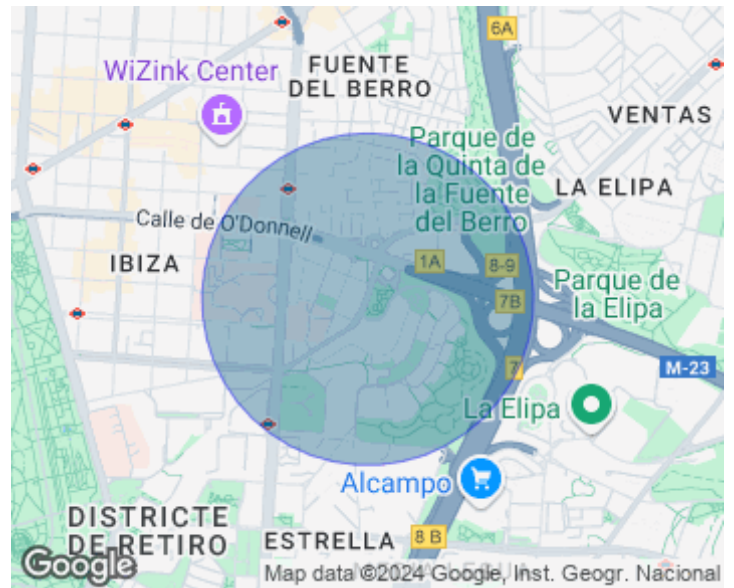 6A
WiZink Center
FUENTE
DEL BERRO
VENTAS
Parque de
la Quinta de
la Fuente
del Berro
LA ELIPA
Calle de O'Donnell
IBIZA
1A
8-9
7B
Parque de
la Elipa
7
M-23
La Elipa
Alcampo
DISTRICTE
DE RETIRO
ESTRELLA
8 B
Google
Map data ©2024 Google, Inst. Geogr. Nacional